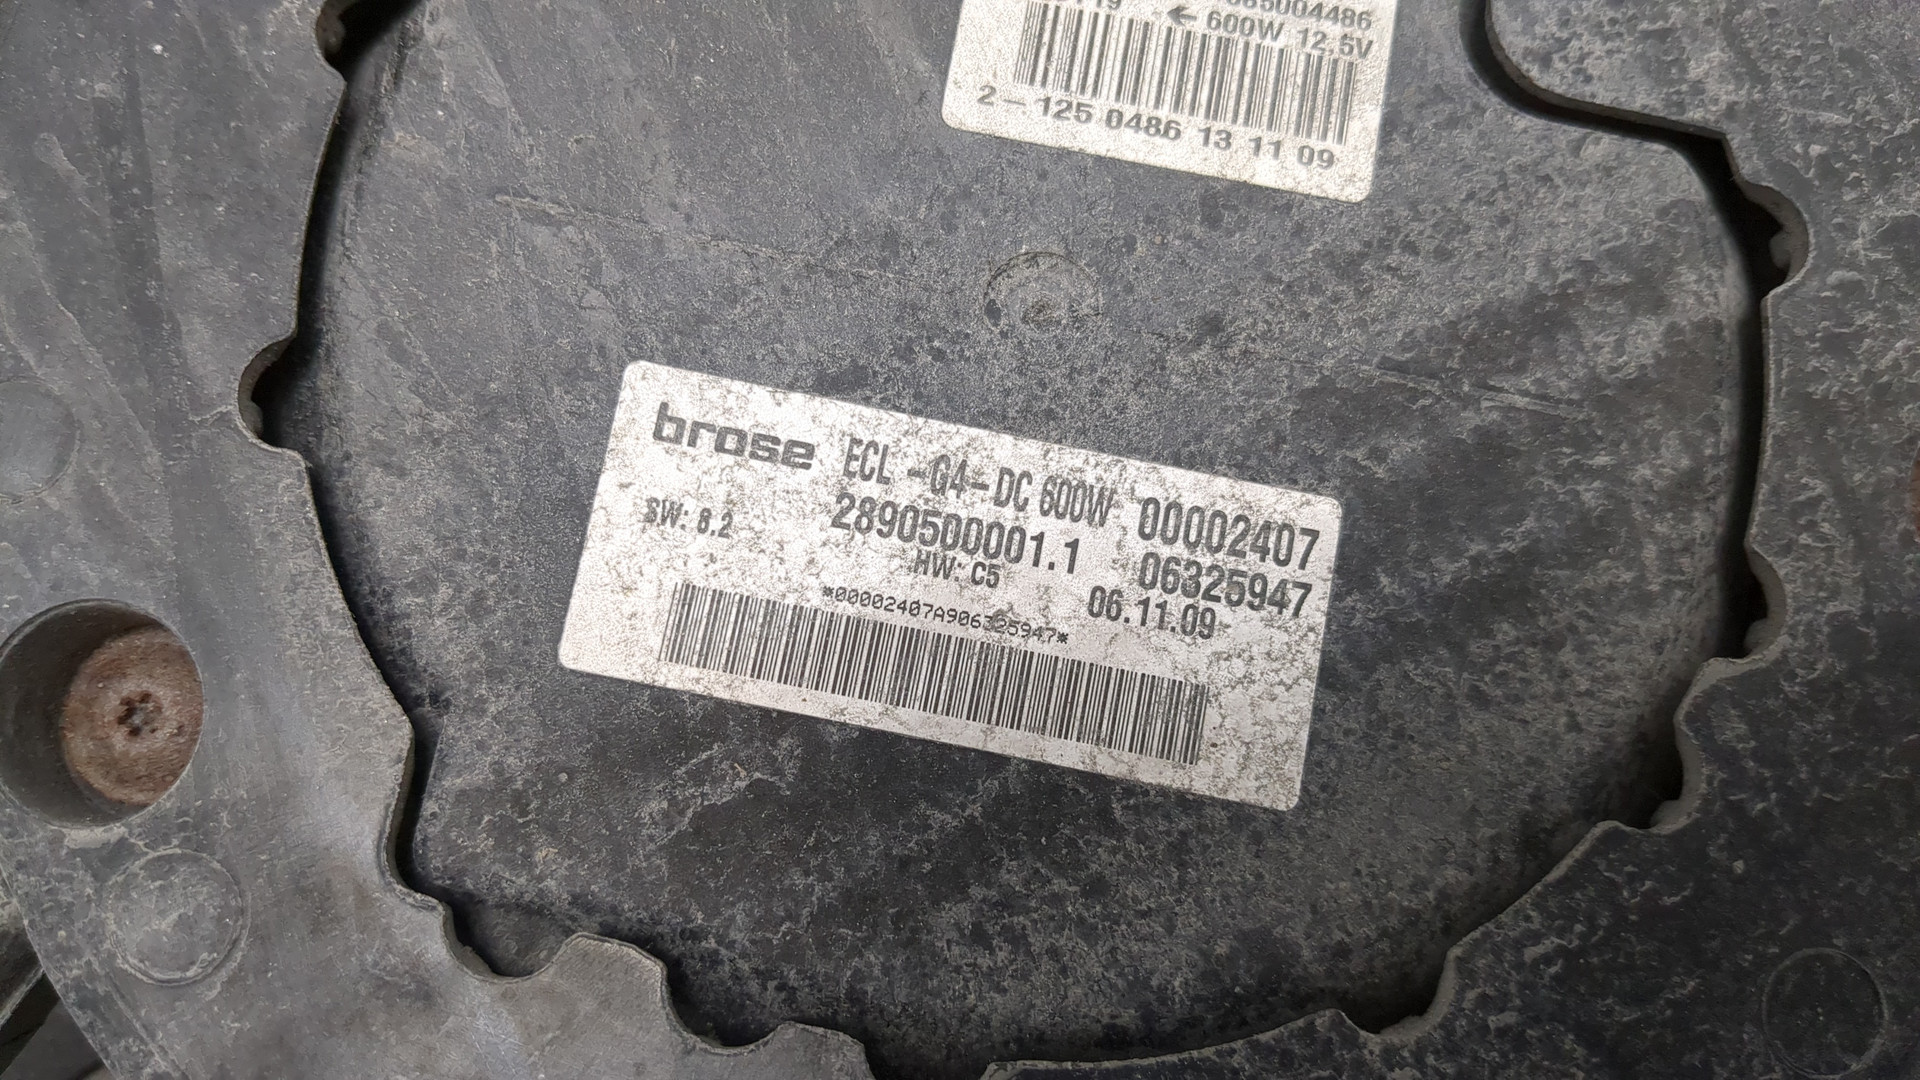 ← 600W 12.5V
2-125 0486 13 11 09
brose ECL -G4-DC 600W 00002407
SW: 8.2 2890500001.1 06325947
HW: C5 06.11.09
*00002407A906325947*